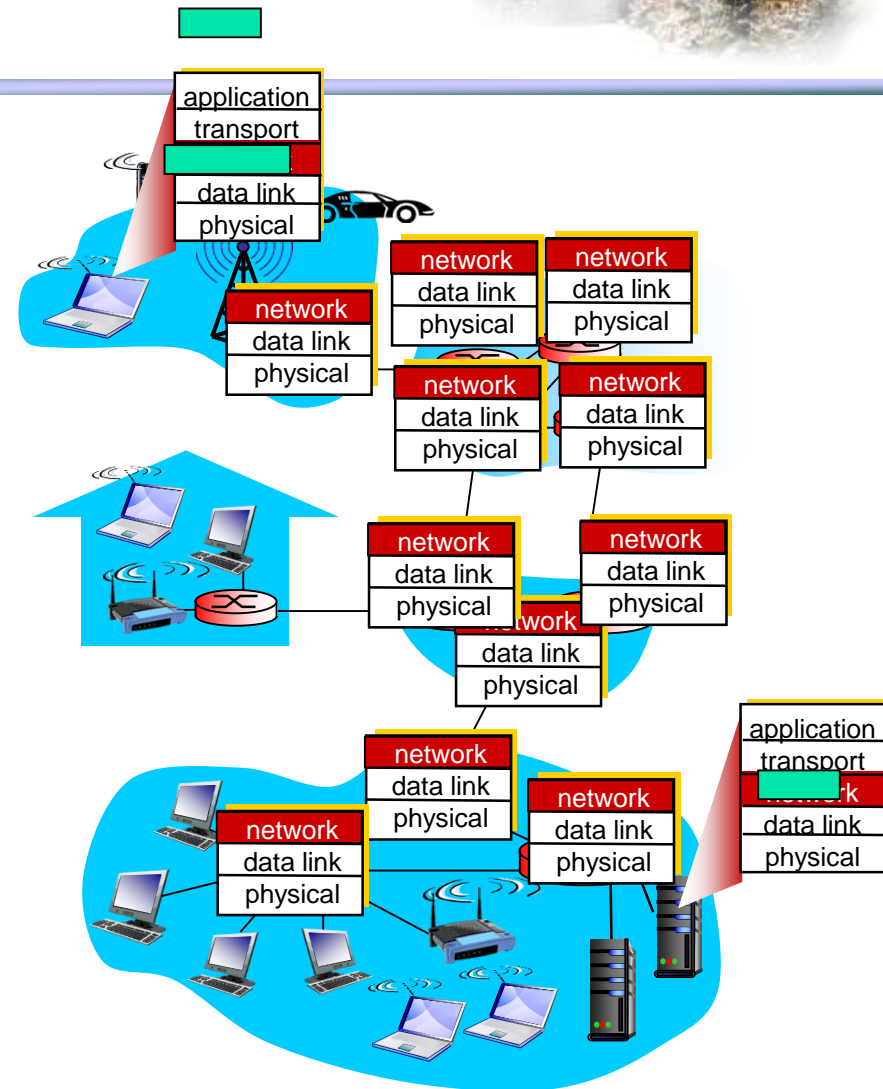 application
transport
data link
physical
network
data link
physical
network
data link
physical
network
data link
physical
network
data link
physical
network
data link
physical
network
data link
physical
network
data link
physical
network
data link
physical
application
transport
data link
physical
network
data link
physical
network
data link
physical
network
data link
physical